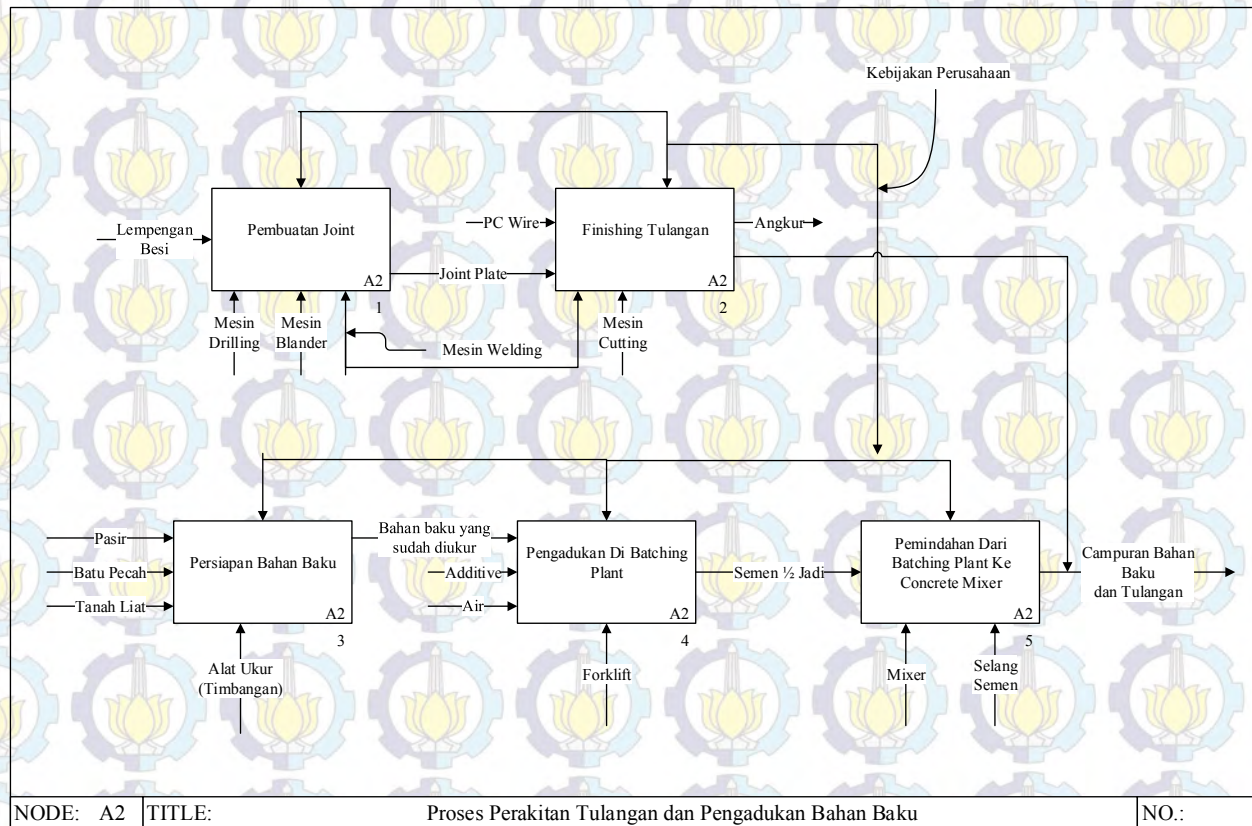 Kebijakan Perusahaan
Lempengan
Besi
Pembuatan Joint
A2
1
Joint Plate
PC Wire
Finishing Tulangan
A2
2
Angkur
Mesin
Drilling
Mesin
Blander
Mesin Welding
Mesin
Cutting
Pasir
Batu Pecah
Tanah Liat
Persiapan Bahan Baku
A2
3
Alat Ukur
(Timbangan)
Bahan baku yang
sudah diukur
Additive
Air
Pengadukan Di Batching
Plant
A2
4
Forklift
Semen ½ Jadi
Pemindahan Dari
Batching Plant Ke
Concrete Mixer
A2
5
Mixer
Selang
Semen
Campuran Bahan
Baku
dan Tulangan
NODE: A2
TITLE: Proses Perakitan Tulangan dan Pengadukan Bahan Baku
NO.: